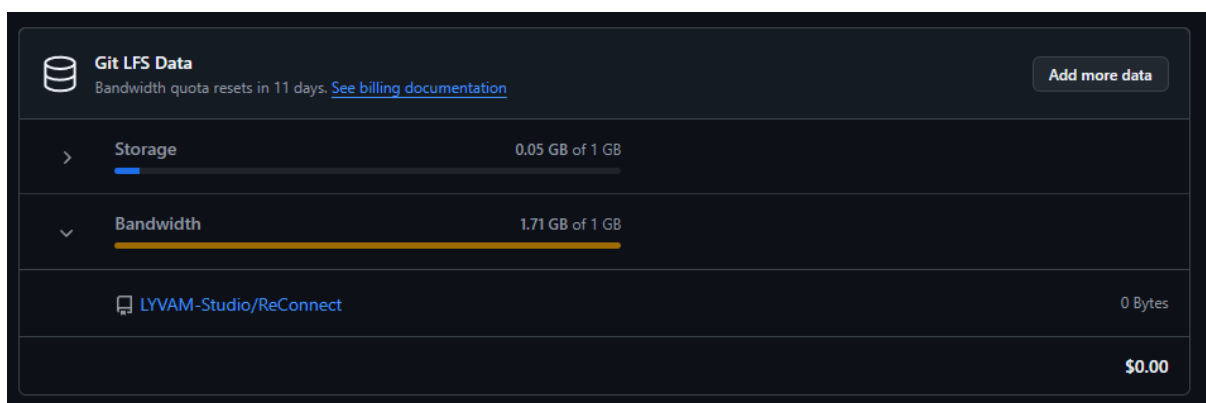 Git LFS Data
Bandwidth quota resets in 11 days. See billing documentation
Add more data
Storage
0.05 GB of 1 GB
Bandwidth
1.71 GB of 1 GB
LYVAM-Studio/ReConnect
0 Bytes
$0.00